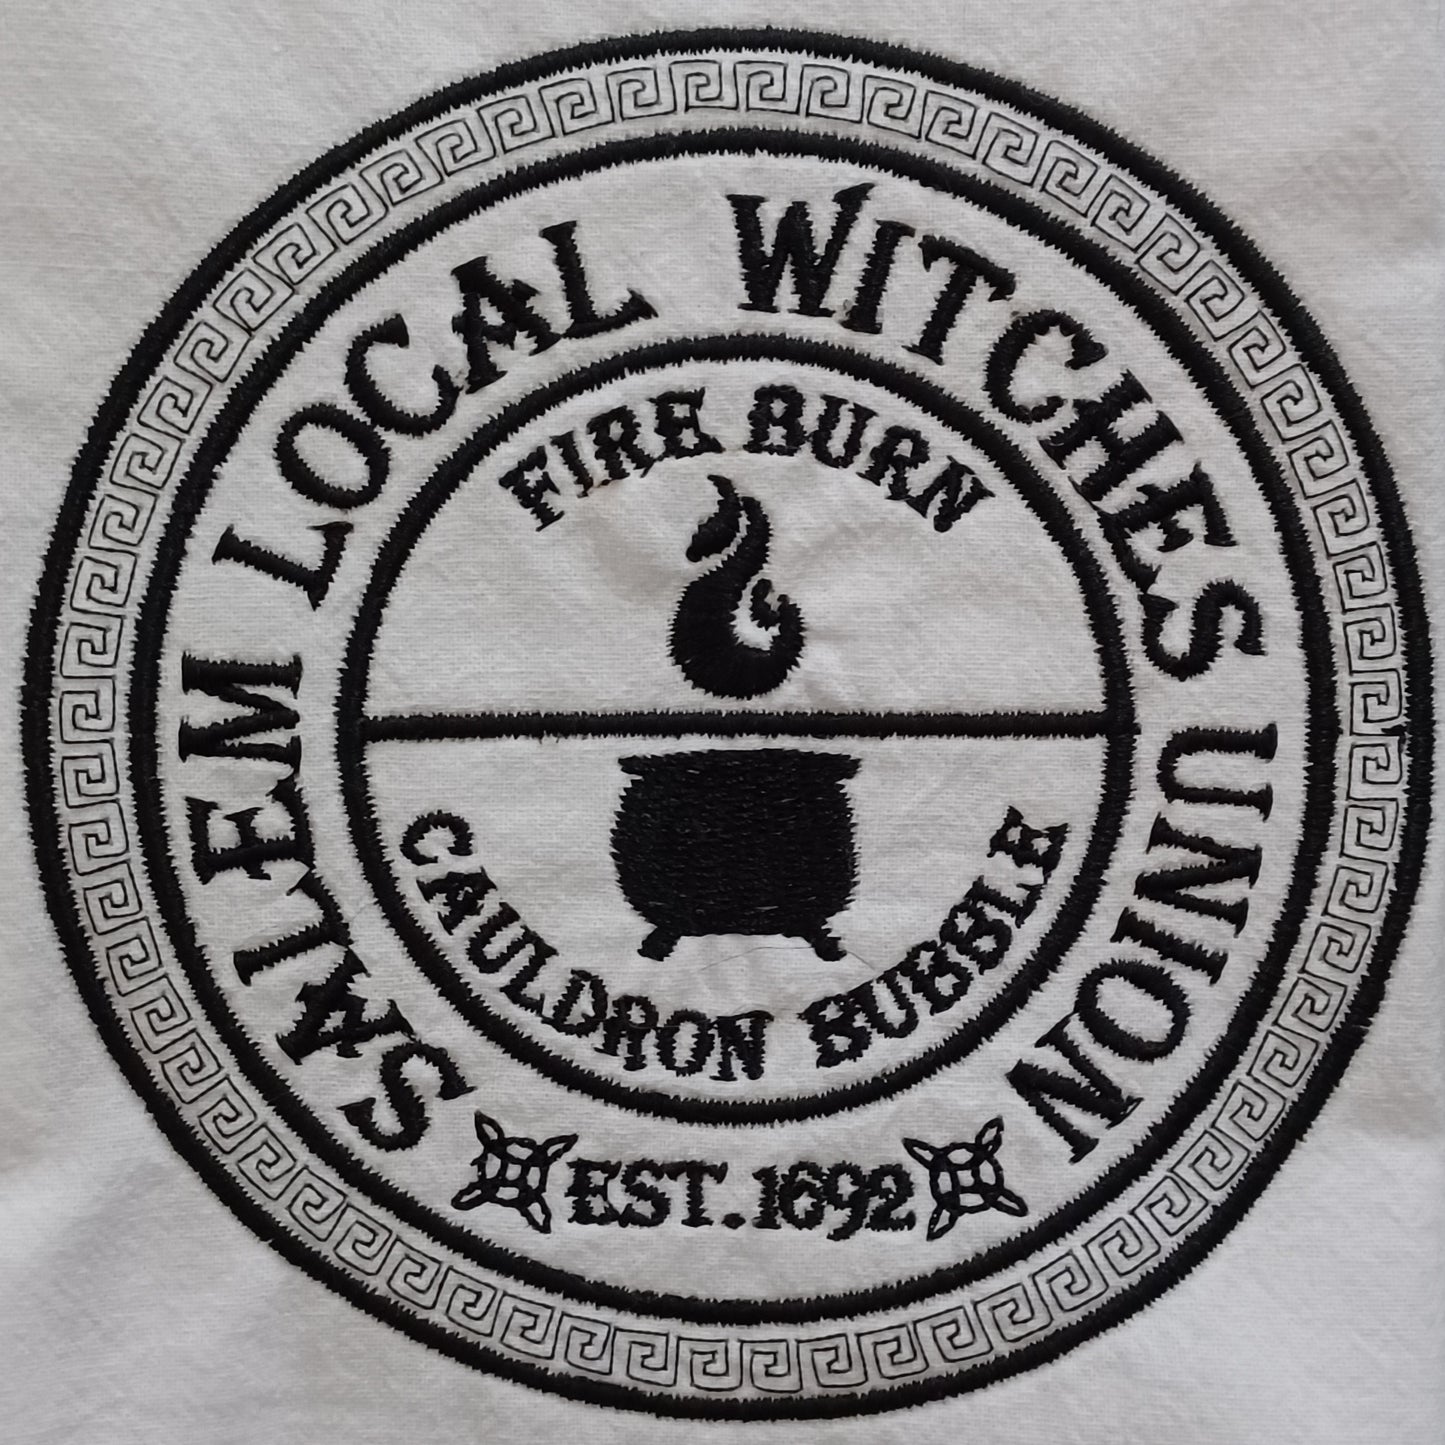 SALEM LOCAL WITCHES UNION
FIRE BURN
CAULDRON BUBBLE
EST.1692